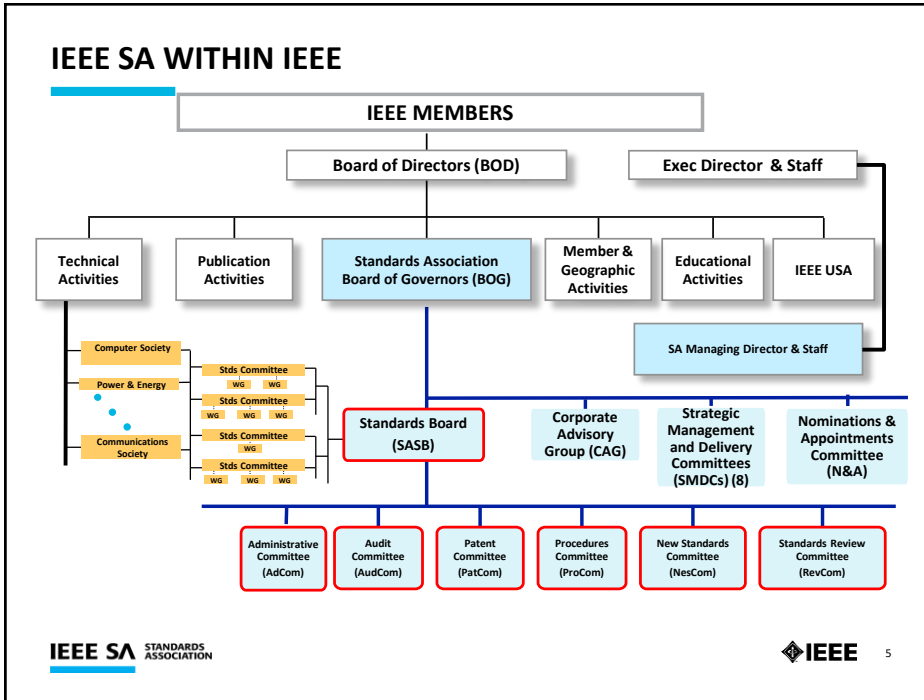 IEEE SA WITHIN IEEE
IEEE MEMBERS
Board of Directors (BOD)
Exec Director & Staff
Technical
Activities
Publication
Activities
Standards Association
Board of Governors (BOG)
Member &
Geographic
Activities
Educational
Activities
IEEE USA
SA Managing Director & Staff
Computer Society
Power & Energy
Communications
Society
Stds Committee
WG
WG
Stds Committee
WG
WG
WG
Stds Committee
WG
Stds Committee
WG
WG
WG
Standards Board
(SASB)
Corporate
Advisory
Group (CAG)
Strategic
Management
and Delivery
Committees
(SMDCs) (8)
Nominations &
Appointments
Committee
(N&A)
Administrative
Committee
(AdCom)
Audit
Committee
(AudCom)
Patent
Committee
(PatCom)
Procedures
Committee
(ProCom)
New Standards
Committee
(NesCom)
Standards Review
Committee
(RevCom)
IEEE SA STANDARDS
ASSOCIATION
IEEE
5